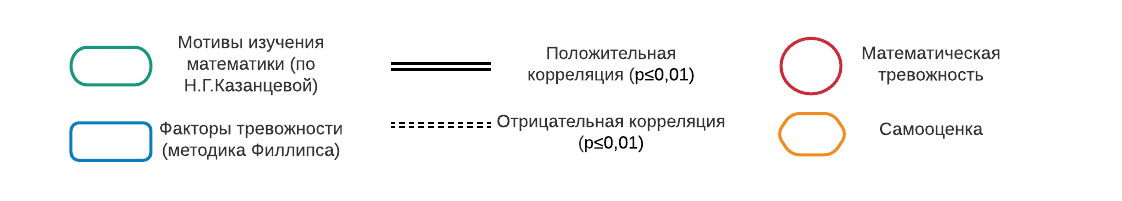 Мотивы изучения
математики (по
Н.Г.Казанцевой)
Факторы тревожности
(методика Филлипса)
Положительная
корреляция (p≤0,01)
Отрицательная корреляция
(p≤0,01)
Математическая
тревожность
Самооценка